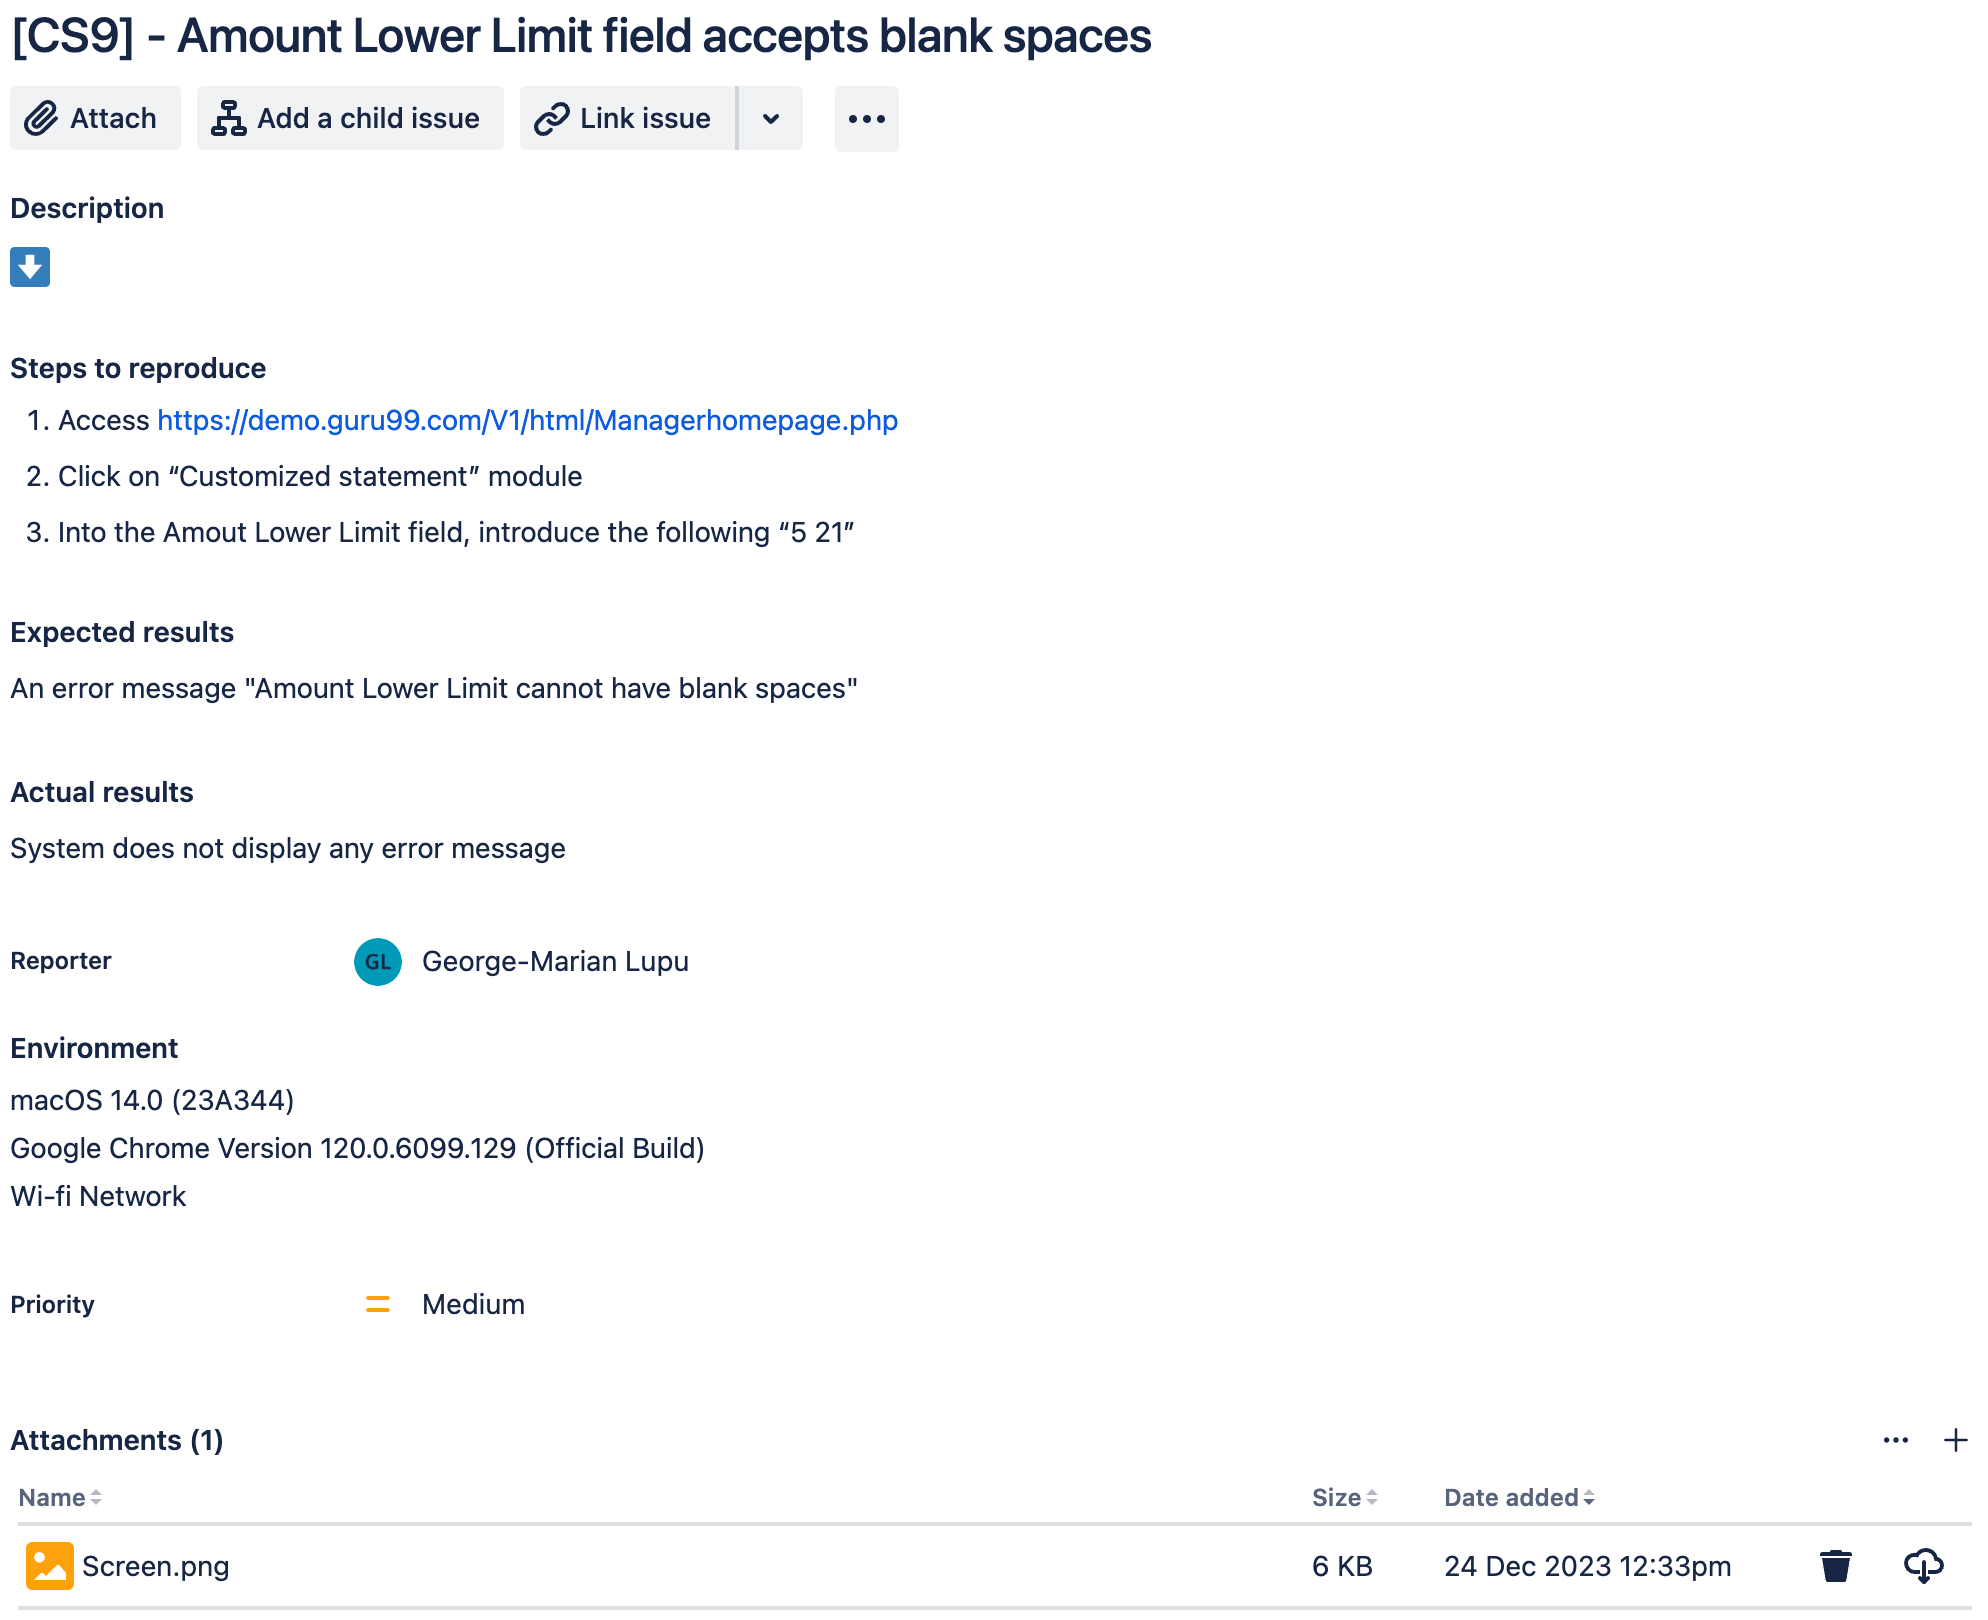 [CS9] - Amount Lower Limit field accepts blank spaces
Attach
Add a child issue
Link issue
Description
Steps to reproduce
1. Access https://demo.guru99.com/V1/html/Managerhomepage.php
2. Click on “Customized statement” module
3. Into the Amout Lower Limit field, introduce the following “5 21”
Expected results
An error message "Amount Lower Limit cannot have blank spaces"
Actual results
System does not display any error message
Reporter GL George-Marian Lupu
Environment
macOS 14.0 (23A344)
Google Chrome Version 120.0.6099.129 (Official Build)
Wi-fi Network
Priority Medium
Attachments (1)
Name Size Date added
Screen.png 6 KB 24 Dec 2023 12:33pm